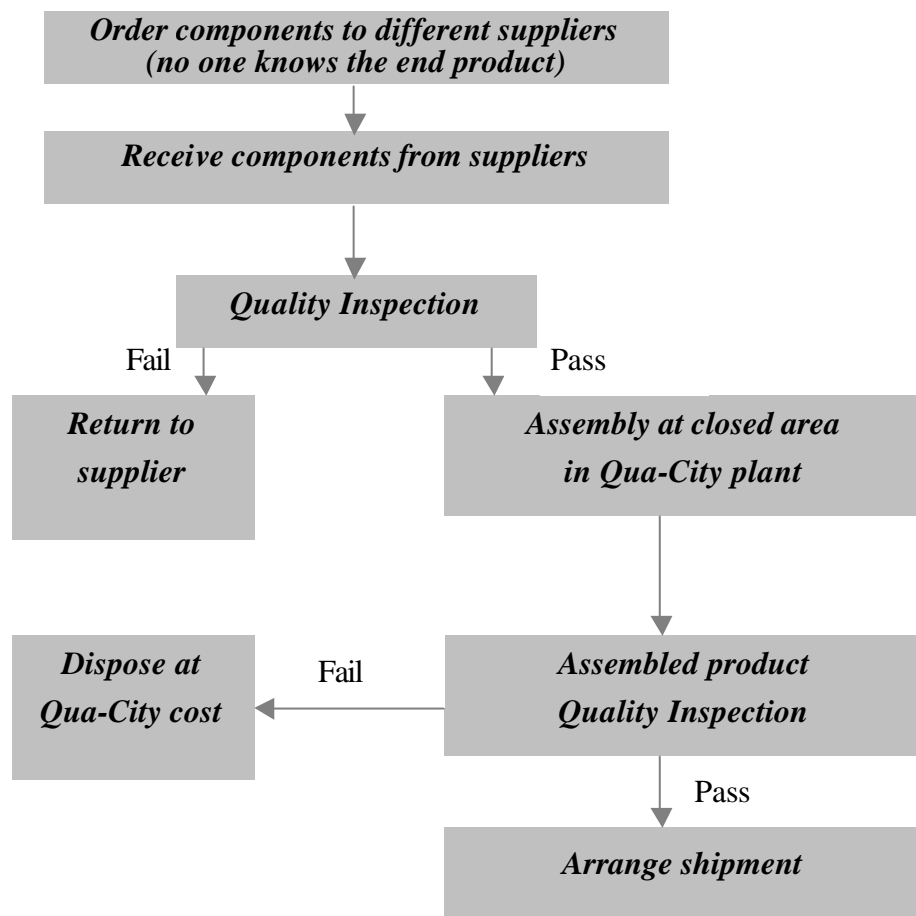 Order components to different suppliers
(no one knows the end product)
Receive components from suppliers
Quality Inspection
Fail
Pass
Return to
supplier
Assembly at closed area
in Qua-City plant
Dispose at
Qua-City cost
Fail
Assembled product
Quality Inspection
Pass
Arrange shipment